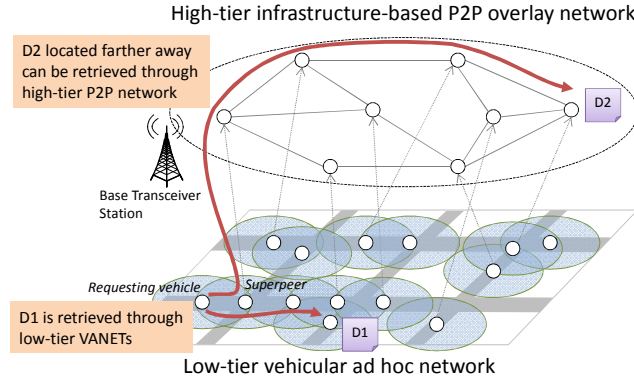 High-tier infrastructure-based P2P overlay network
D2 located farther away
can be retrieved through
high-tier P2P network
D2
Base Transceiver
Station
Requesting vehicle
Superpeer
D1 is retrieved through
low-tier VANETs
D1
Low-tier vehicular ad hoc network